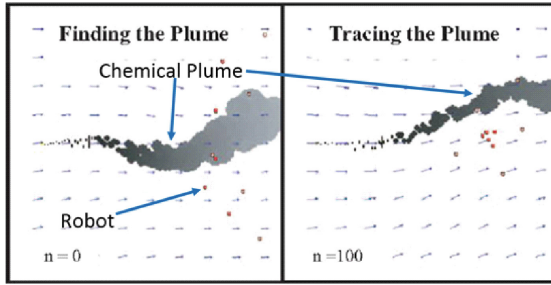 Finding the Plume
Tracing the Plume
Chemical Plume
Robot
n = 0
n =100